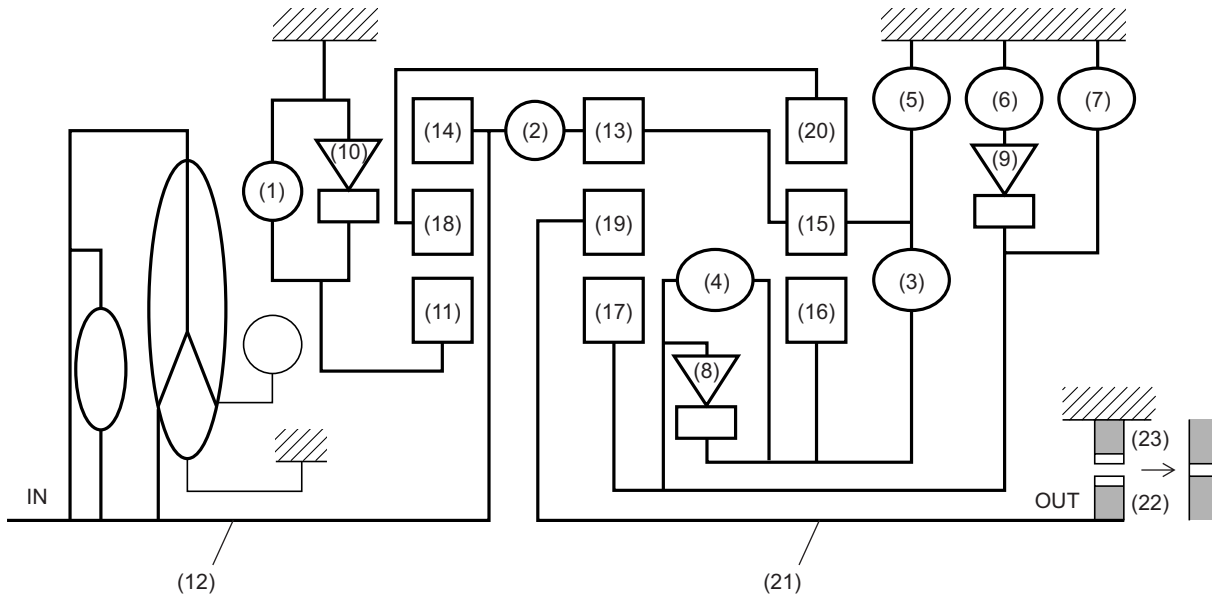 (5) (6) (7)
(14) (2) (13) (20)
(10) (9)
(1)
(18) (19) (15)
(4) (3)
(11) (17) (16)
(8)
(23)
IN OUT (22)
(12) (21)